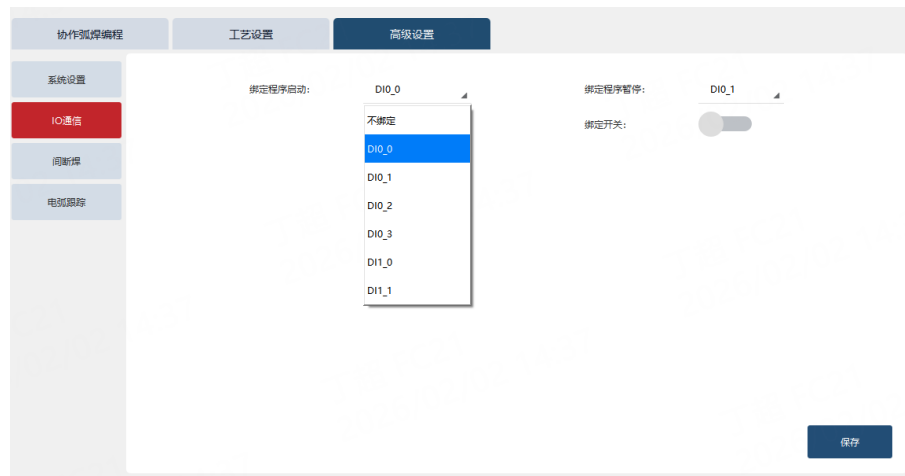 协作弧焊编程 工艺设置 高级设置
系统设置
IO通信
间断焊
电弧跟踪
绑定程序启动: DI0_0 绑定程序暂停: DI0_1
绑定开关:
不绑定
DI0_0
DI0_1
DI0_2
DI0_3
DI1_0
DI1_1
保存